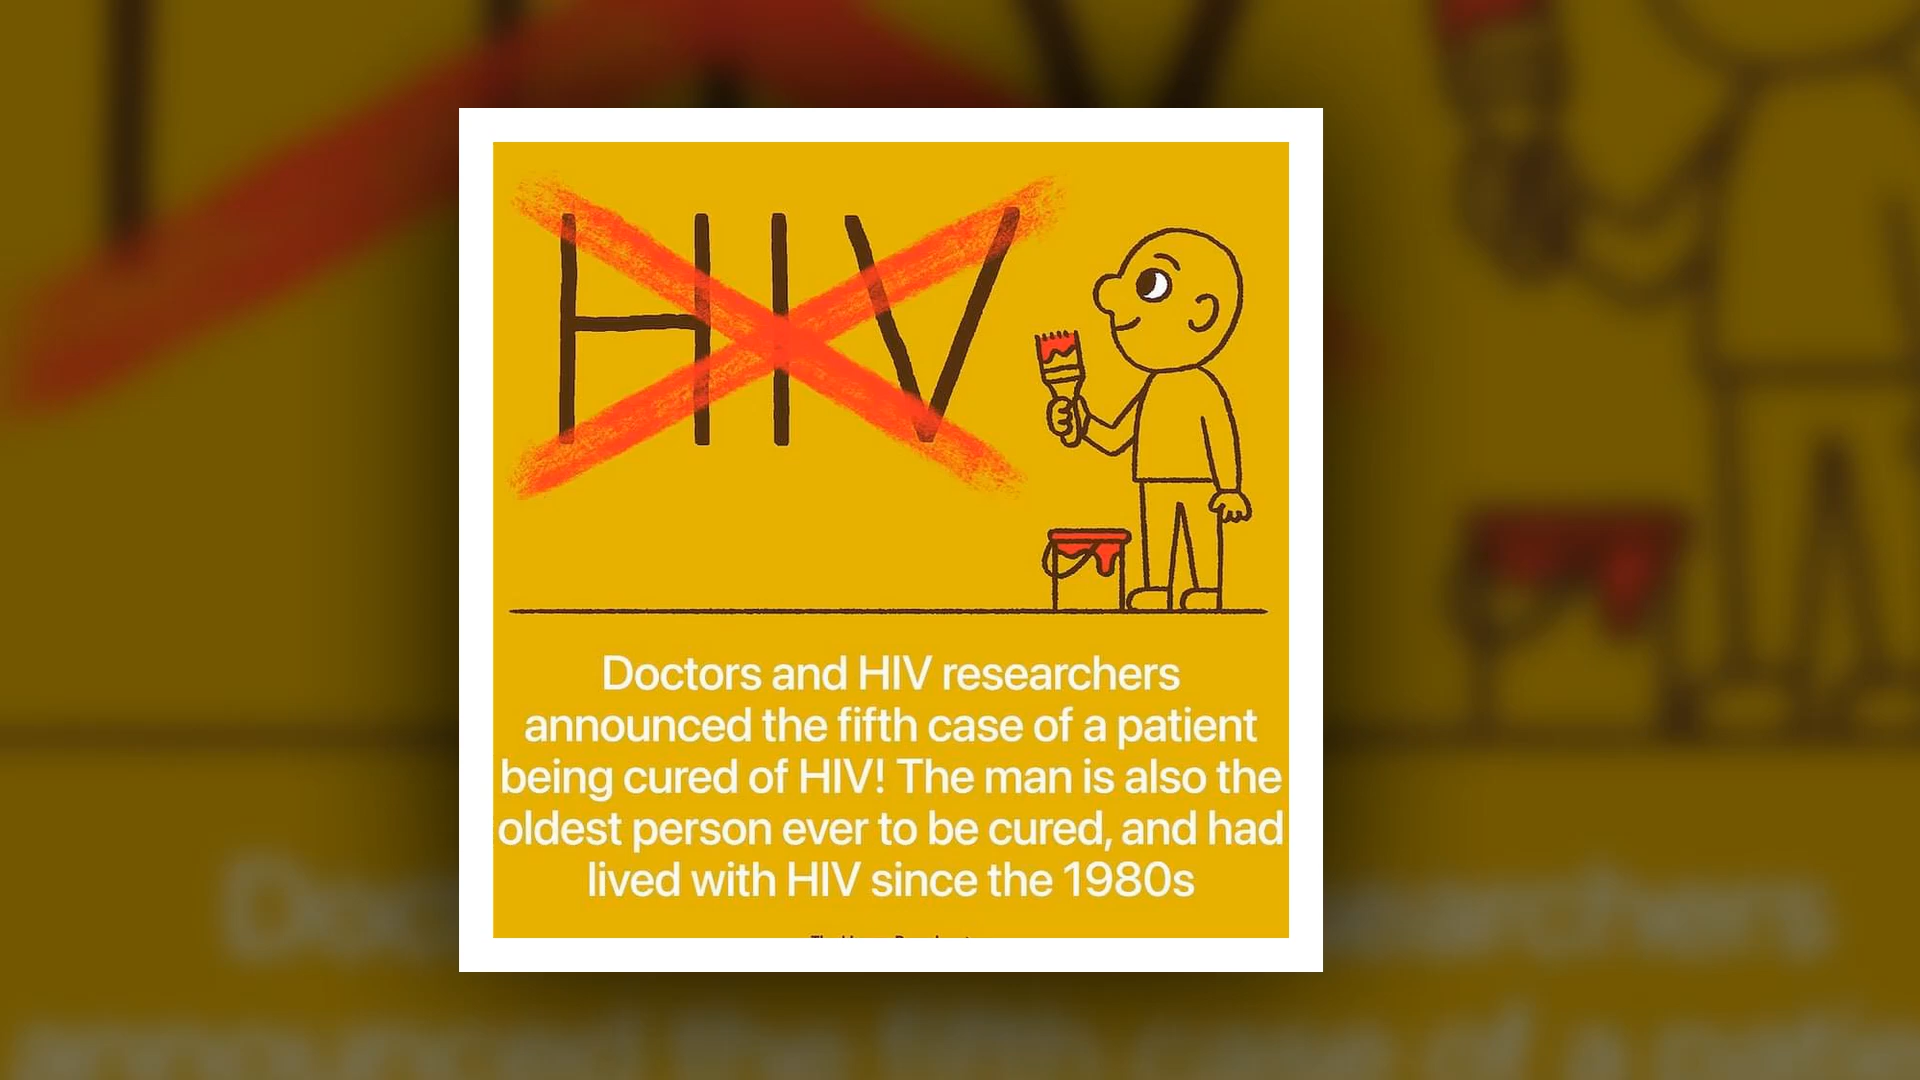 HIV
Doctors and HIV researchers
announced the fifth case of a patient
being cured of HIV! The man is also the
oldest person ever to be cured, and had
lived with HIV since the 1980s